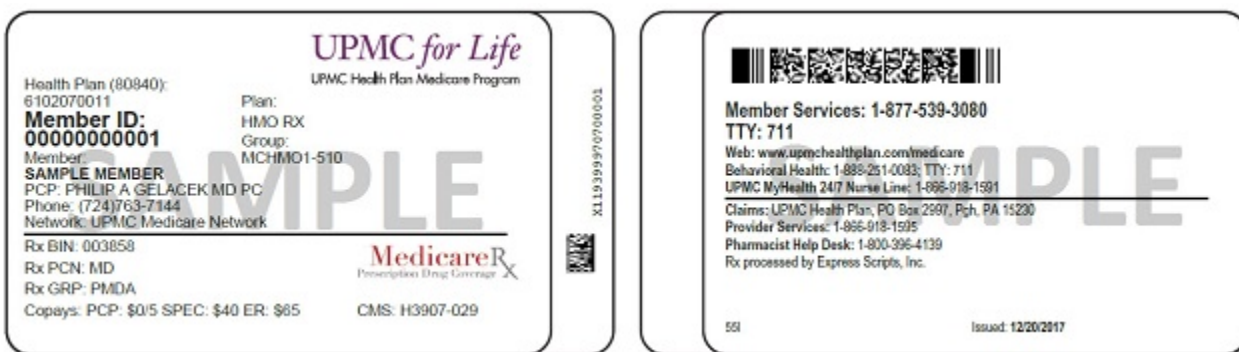 UPMC for Life
UPMC Health Plan Medicare Program
Health Plan (80840):
6102070011
Member ID:
00000000001
Member:
SAMPLE MEMBER
Plan:
HMO RX
Group:
MCHMO1-510
PCP: PHILIP A GELACEK MD PC
Phone: (724)763-7144
Network: UPMC Medicare Network
SAMPLE
Rx BIN: 003858
Rx PCN: MD
Rx GRP: PMDA
MedicareRx
Prescription Drug Coverage
Copays: PCP: $0/5 SPEC: $40 ER: $65 CMS: H3907-029
X119399970700001
Member Services: 1-877-539-3080
TTY: 711
Web: www.upmchealthplan.com/medicare
Behavioral Health: 1-888-251-0083; TTY: 711
UPMC MyHealth 24/7 Nurse Line: 1-866-918-1591
SAMPLE
Claims: UPMC Health Plan, PO Box 2997, Pgh, PA 15230
Provider Services: 1-866-918-1595
Pharmacist Help Desk: 1-800-396-4139
Rx processed by Express Scripts, Inc.
55I Issued: 12/20/2017